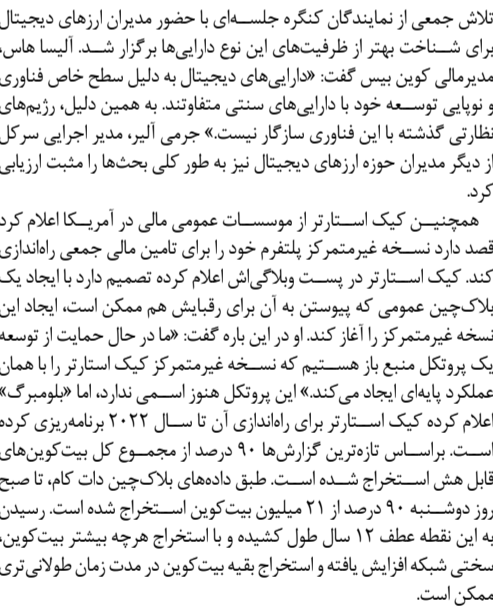 تلاش جمعی از نمایندگان کنگره جلسه‌ای با حضور مدیران ارزهای دیجیتال
برای شناخت بهتر از ظرفیت‌های این نوع دارایی‌ها برگزار شد. آلیسا هاس،
مدیرمالی کوین بیس گفت: «دارایی‌های دیجیتال به دلیل سطح خاص فناوری
و نوپایی توسعه خود با دارایی‌های سنتی متفاوتند. به همین دلیل، رژیم‌های
نظارتی گذشته با این فناوری سازگار نیست.» جرمی آلیر، مدیر اجرایی سرکل
از دیگر مدیران حوزه ارزهای دیجیتال نیز به طور کلی بحث‌ها را مثبت ارزیابی
کرد.
همچنین کیک استارتر از موسسات عمومی مالی در آمریکا اعلام کرد
قصد دارد نسخه غیرمتمرکز پلتفرم خود را برای تامین مالی جمعی راه‌اندازی
کند. کیک استارتر در پست وبلاگی‌اش اعلام کرده تصمیم دارد با ایجاد یک
بلاک‌چین عمومی که پیوستن به آن برای رقبایش هم ممکن است، ایجاد این
نسخه غیرمتمرکز را آغاز کند. او در این باره گفت: «ما در حال حمایت از توسعه
یک پروتکل منبع باز هستیم که نسخه غیرمتمرکز کیک استارتر را با همان
عملکرد پایه‌ای ایجاد می‌کند.» این پروتکل هنوز اسمی ندارد، اما «بلومبرگ»
اعلام کرده کیک استارتر برای راه‌اندازی آن تا سال ۲۰۲۲ برنامه‌ریزی کرده
است. براساس تازه‌ترین گزارش‌ها ۹۰ درصد از مجموع کل بیت‌کوین‌های
قابل هش استخراج شده است. طبق داده‌های بلاک‌چین دات کام، تا صبح
روز دوشنبه ۹۰ درصد از ۲۱ میلیون بیت‌کوین استخراج شده است. رسیدن
به این نقطه عطف ۱۲ سال طول کشیده و با استخراج هرچه بیشتر بیت‌کوین،
سختی شبکه افزایش یافته و استخراج بقیه بیت‌کوین در مدت زمان طولانی‌تری
ممکن است.